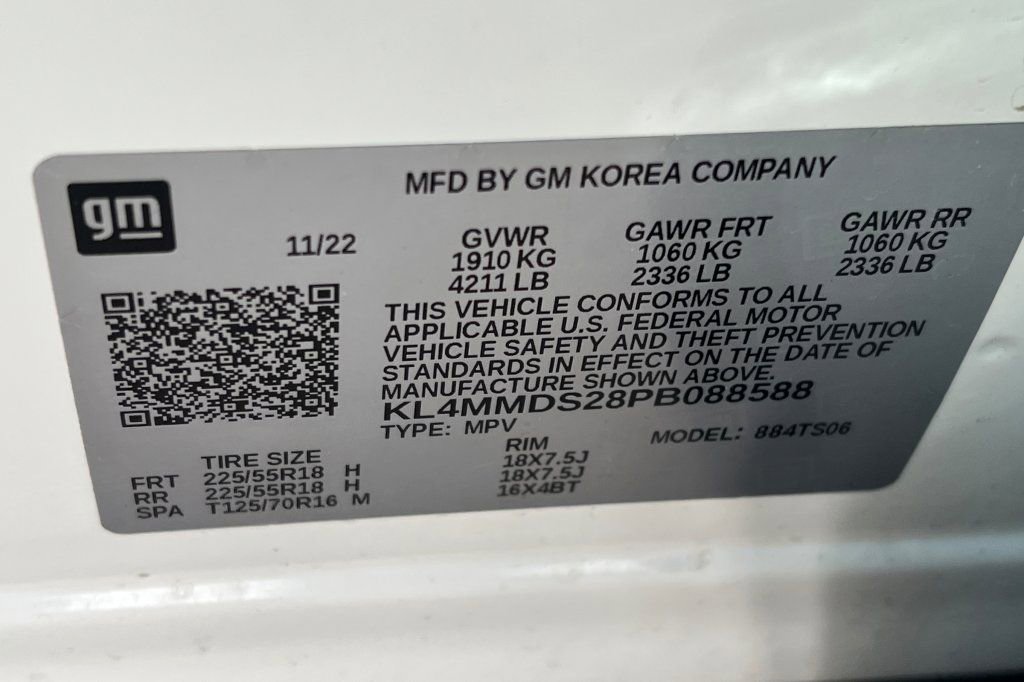 gm
MFD BY GM KOREA COMPANY
11/22
GVWR GAWR FRT GAWR RR
1910 KG 1060 KG 1060 KG
4211 LB 2336 LB 2336 LB
THIS VEHICLE CONFORMS TO ALL
APPLICABLE U.S. FEDERAL MOTOR
VEHICLE SAFETY AND THEFT PREVENTION
STANDARDS IN EFFECT ON THE DATE OF
MANUFACTURE SHOWN ABOVE.
KL4MMDS28PB088588
TYPE: MPV MODEL: 884TS06
TIRE SIZE RIM
FRT 225/55R18 H 18X7.5J
RR 225/55R18 H 18X7.5J
SPA T125/70R16 M 16X4BT